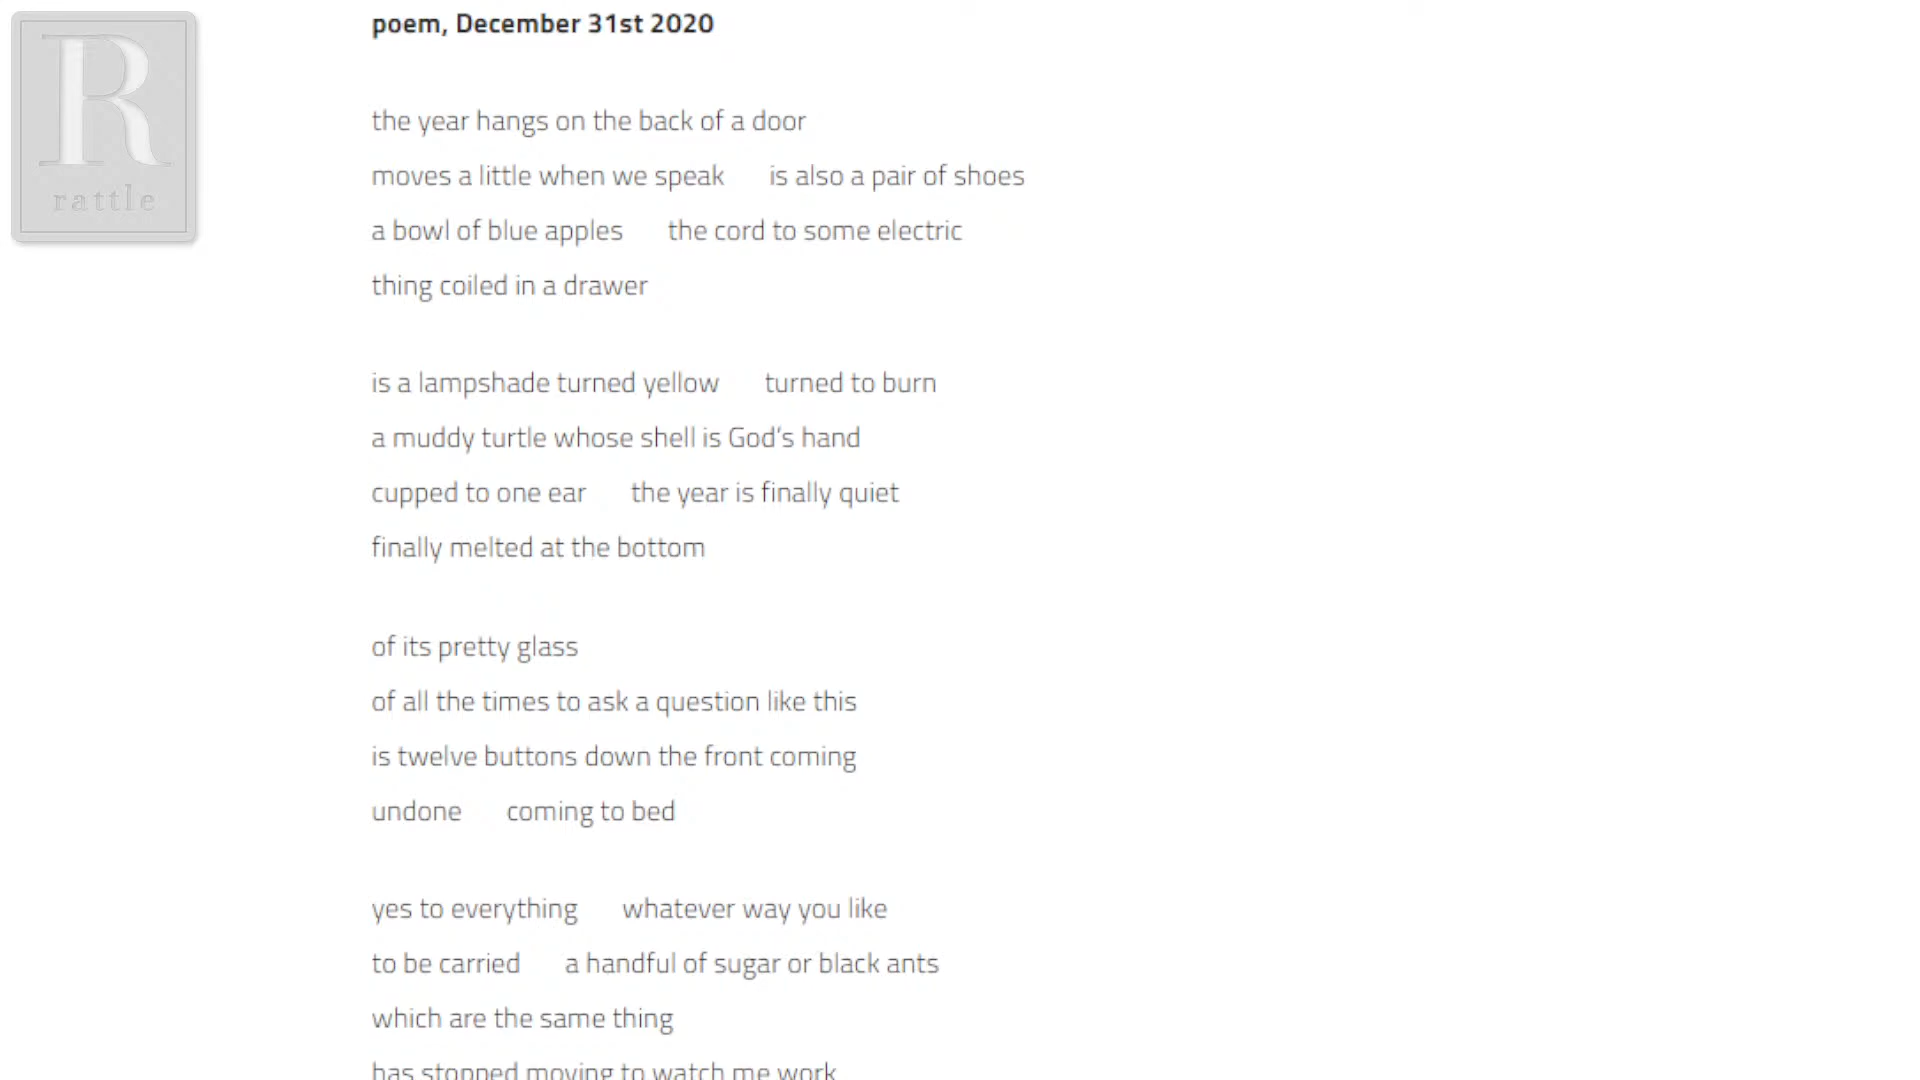 R
rattle
poem, December 31st 2020
the year hangs on the back of a door
moves a little when we speak is also a pair of shoes
a bowl of blue apples the cord to some electric
thing coiled in a drawer
is a lampshade turned yellow turned to burn
a muddy turtle whose shell is God's hand
cupped to one ear the year is finally quiet
finally melted at the bottom
of its pretty glass
of all the times to ask a question like this
is twelve buttons down the front coming
undone coming to bed
yes to everything whatever way you like
to be carried a handful of sugar or black ants
which are the same thing
has stopped moving to watch me work